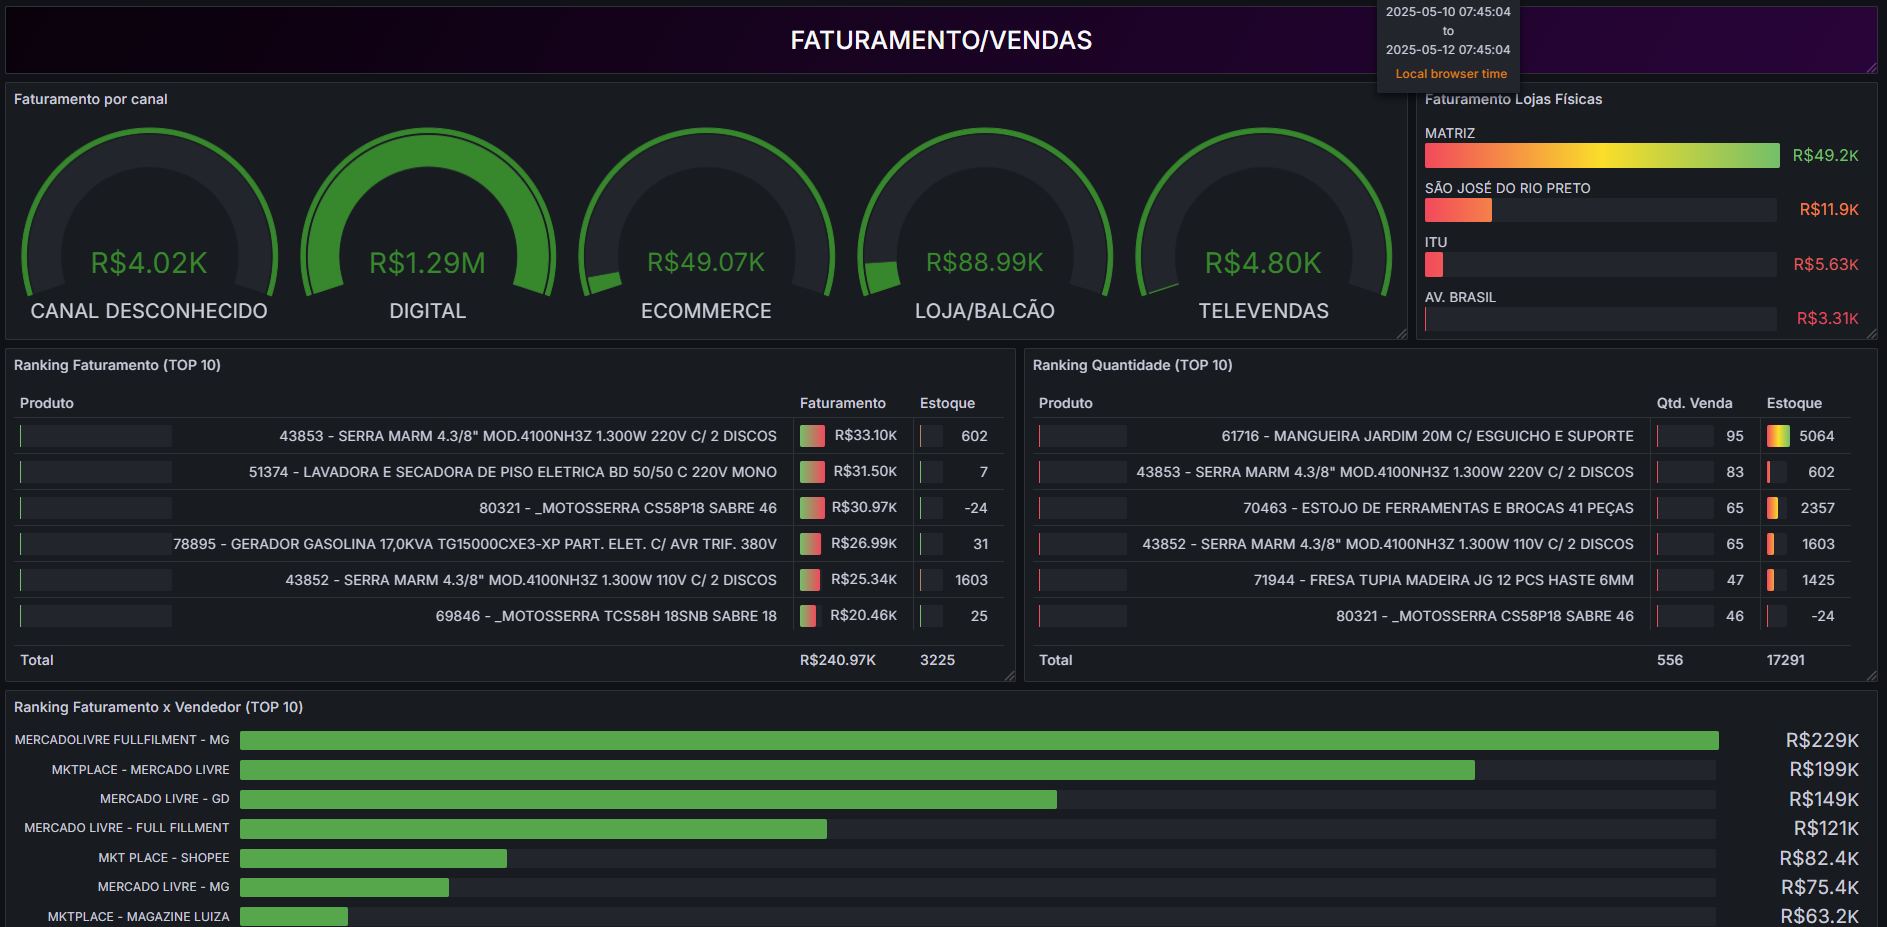 2025-05-10 07:45:04
to
2025-05-12 07:45:04
Local browser time
FATURAMENTO/VENDAS
Faturamento por canal
R$4.02K
CANAL DESCONHECIDO
R$1.29M
DIGITAL
R$49.07K
ECOMMERCE
R$88.99K
LOJA/BALCÃO
R$4.80K
TELEVENDAS
Faturamento Lojas Físicas
MATRIZ
R$49.2K
SÃO JOSÉ DO RIO PRETO
R$11.9K
ITU
R$5.63K
AV. BRASIL
R$3.31K
Ranking Faturamento (TOP 10)
Produto Faturamento Estoque
43853 - SERRA MARM 4.3/8" MOD.4100NH3Z 1.300W 220V C/ 2 DISCOS R$33.10K 602
51374 - LAVADORA E SECADORA DE PISO ELETRICA BD 50/50 C 220V MONO R$31.50K 7
80321 - _MOTOSSERRA CS58P18 SABRE 46 R$30.97K -24
78895 - GERADOR GASOLINA 17,0KVA TG15000CXE3-XP PART. ELET. C/ AVR TRIF. 380V R$26.99K 31
43852 - SERRA MARM 4.3/8" MOD.4100NH3Z 1.300W 110V C/ 2 DISCOS R$25.34K 1603
69846 - _MOTOSSERRA TCS58H 18SNB SABRE 18 R$20.46K 25
Total R$240.97K 3225
Ranking Quantidade (TOP 10)
Produto Qtd. Venda Estoque
61716 - MANGUEIRA JARDIM 20M C/ ESGUICHO E SUPORTE 95 5064
43853 - SERRA MARM 4.3/8" MOD.4100NH3Z 1.300W 220V C/ 2 DISCOS 83 602
70463 - ESTOJO DE FERRAMENTAS E BROCAS 41 PEÇAS 65 2357
43852 - SERRA MARM 4.3/8" MOD.4100NH3Z 1.300W 110V C/ 2 DISCOS 65 1603
71944 - FRESA TUPIA MADEIRA JG 12 PCS HASTE 6MM 47 1425
80321 - _MOTOSSERRA CS58P18 SABRE 46 46 -24
Total 556 17291
Ranking Faturamento x Vendedor (TOP 10)
MERCADOLIVRE FULLFILMENT - MG R$229K
MKTPLACE - MERCADO LIVRE R$199K
MERCADO LIVRE - GD R$149K
MERCADO LIVRE - FULL FILLMENT R$121K
MKT PLACE - SHOPEE R$82.4K
MERCADO LIVRE - MG R$75.4K
MKTPLACE - MAGAZINE LUIZA R$63.2K